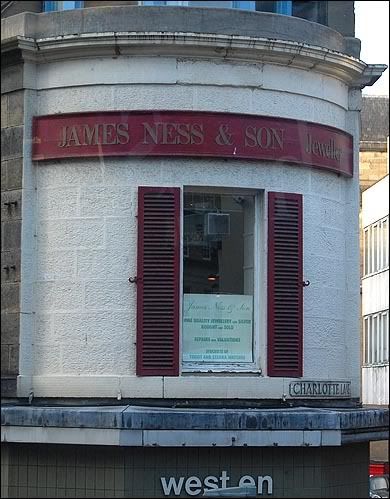 JAMES NESS & SON Jeweller
James Ness & Son
FINE QUALITY JEWELLERY AND SILVER
BOUGHT AND SOLD
REPAIRS AND VALUATIONS
STOCKISTS OF
TISSOT AND SEKONDA WATCHES
CHARLOTTE LANE
west en